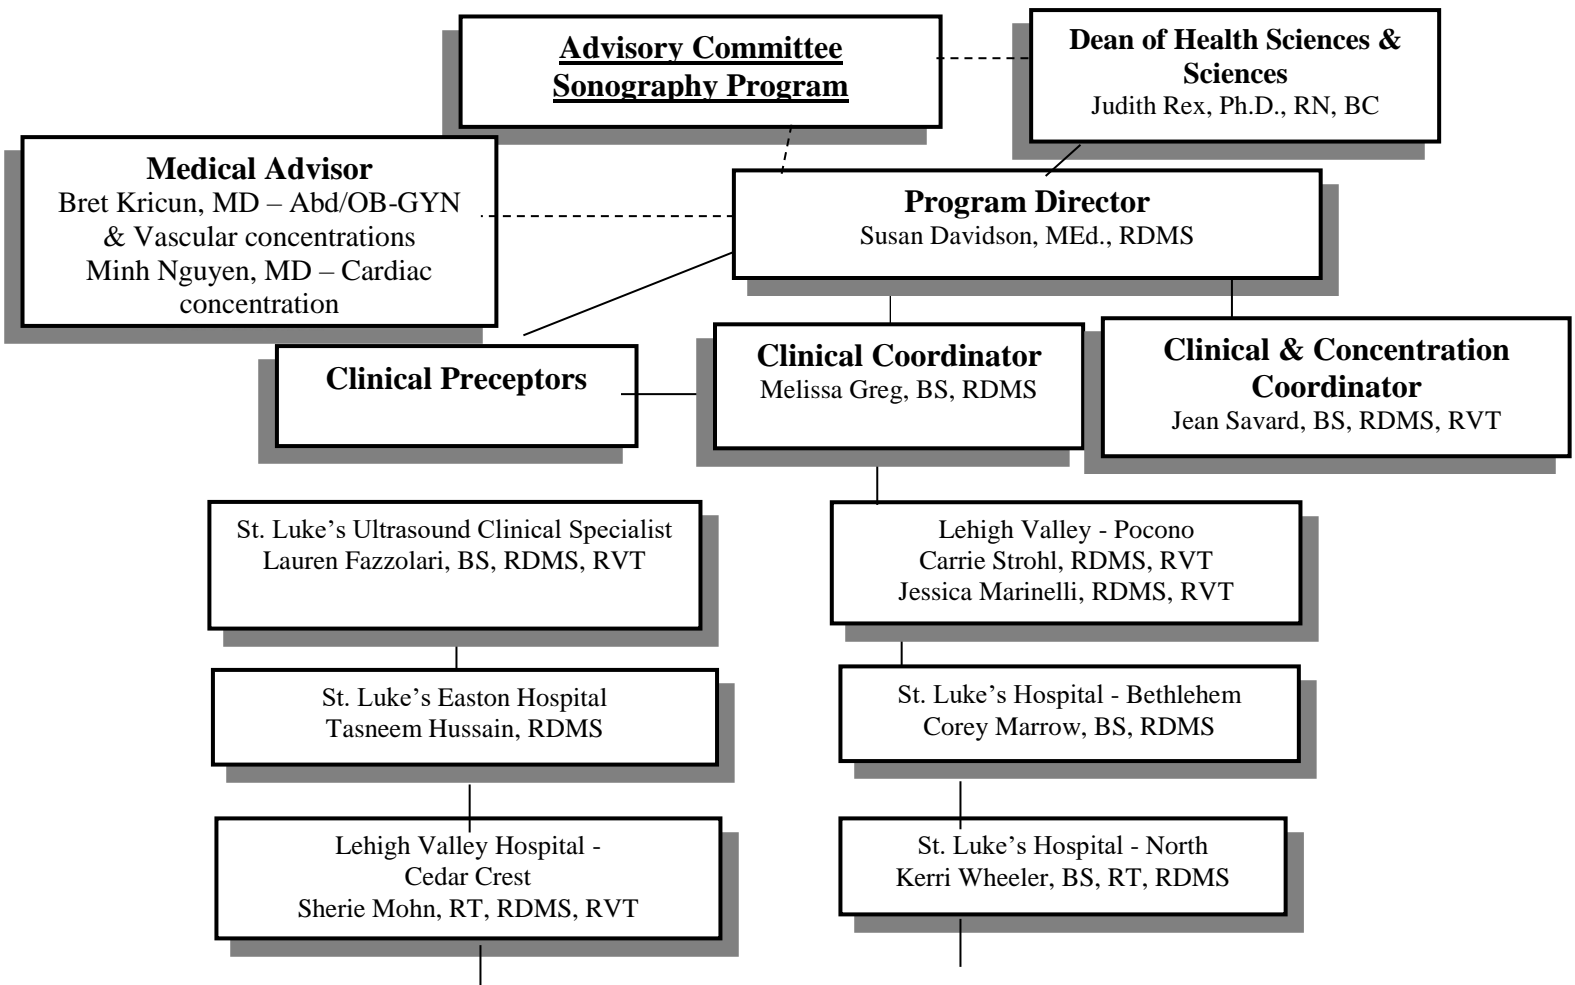 Advisory Committee
Sonography Program
Dean of Health Sciences &
Sciences
Judith Rex, Ph.D., RN, BC
Medical Advisor
Bret Kricun, MD – Abd/OB-GYN
& Vascular concentrations
Minh Nguyen, MD – Cardiac
concentration
Program Director
Susan Davidson, MEd., RDMS
Clinical Preceptors
Clinical Coordinator
Melissa Greg, BS, RDMS
Clinical & Concentration
Coordinator
Jean Savard, BS, RDMS, RVT
St. Luke’s Ultrasound Clinical Specialist
Lauren Fazzolari, BS, RDMS, RVT
Lehigh Valley - Pocono
Carrie Strohl, RDMS, RVT
Jessica Marinelli, RDMS, RVT
St. Luke’s Easton Hospital
Tasneem Hussain, RDMS
St. Luke’s Hospital - Bethlehem
Corey Marrow, BS, RDMS
Lehigh Valley Hospital -
Cedar Crest
Sherie Mohn, RT, RDMS, RVT
St. Luke’s Hospital - North
Kerri Wheeler, BS, RT, RDMS